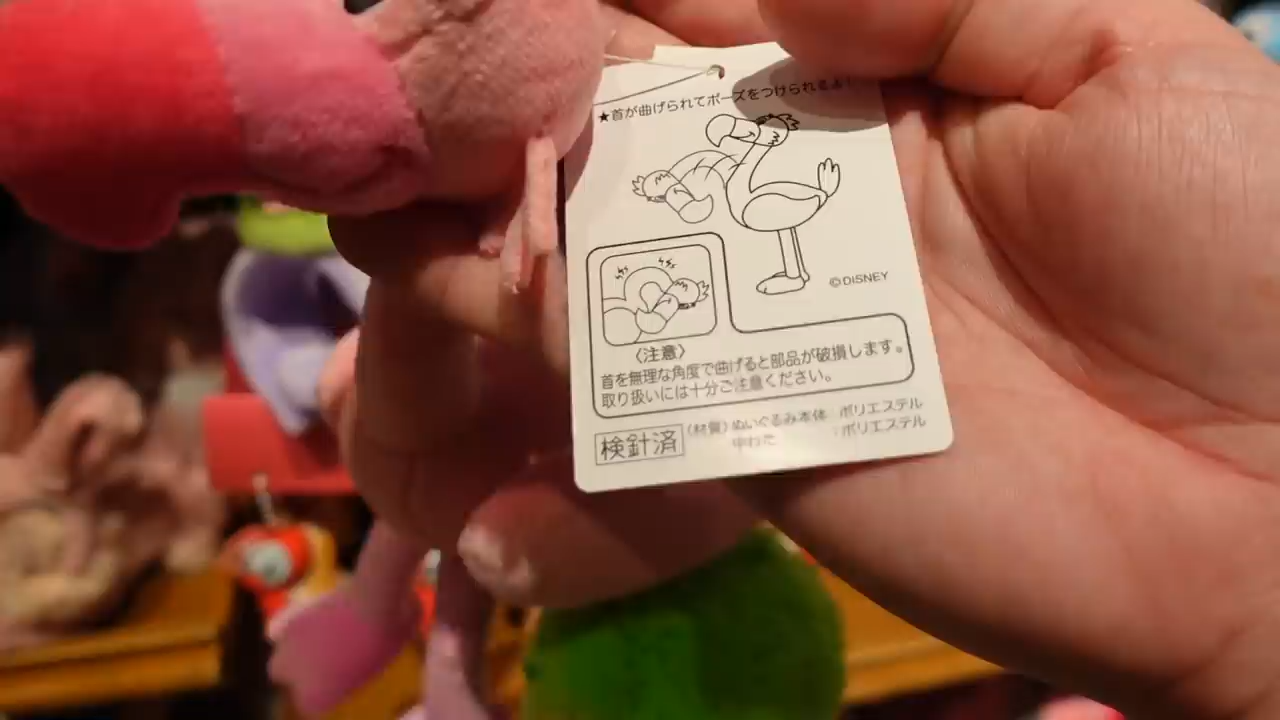 ★首が曲げられてポーズをつけられるよ!
©DISNEY
〈注意〉
首を無理な角度で曲げると部品が破損します。
取り扱いには十分ご注意ください。
検針済
〈材質〉ぬいぐるみ本体:ポリエステル
中わた:ポリエステル